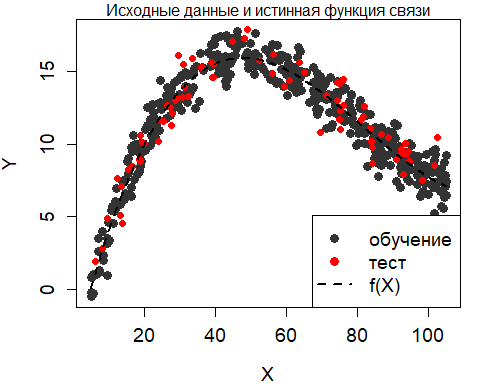 Исходные данные и истинная функция связи
Y
15
10
5
0
обучение
тест
f(X)
20 40 60 80 100
X